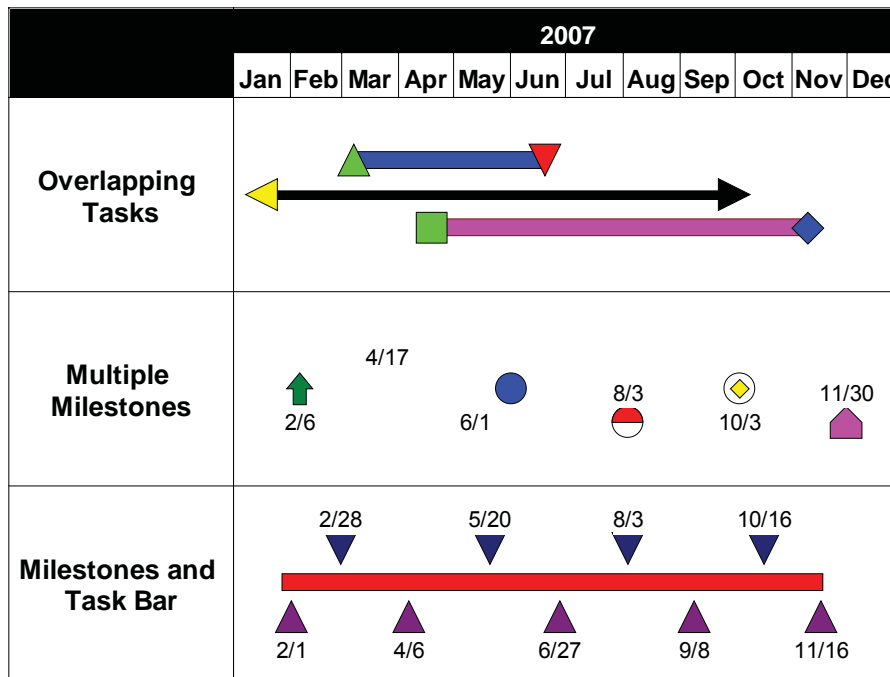 2007
Jan Feb Mar Apr May Jun Jul Aug Sep Oct Nov Dec
Overlapping
Tasks
4/17
Multiple
Milestones
8/3 11/30
2/6 6/1 10/3
2/28 5/20 8/3 10/16
Milestones and
Task Bar
2/1 4/6 6/27 9/8 11/16